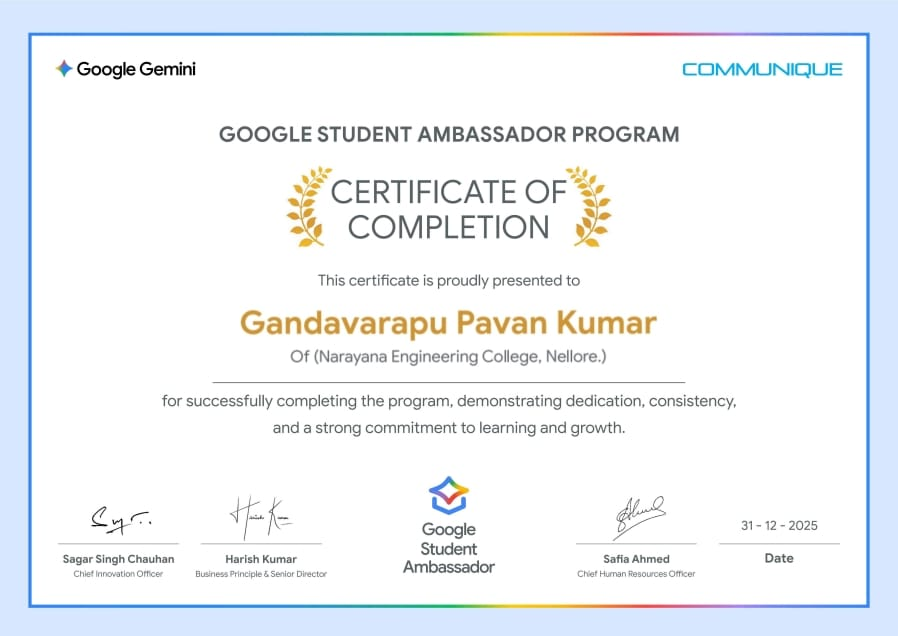 Google Gemini
COMMUNIQUE
GOOGLE STUDENT AMBASSADOR PROGRAM
CERTIFICATE OF
COMPLETION
This certificate is proudly presented to
Gandavarapu Pavan Kumar
Of (Narayana Engineering College, Nellore.)
for successfully completing the program, demonstrating dedication, consistency,
and a strong commitment to learning and growth.
Sagar Singh Chauhan
Chief Innovation Officer
Harish Kumar
Business Principle & Senior Director
Google
Student
Ambassador
Safia Ahmed
Chief Human Resources Officer
31 - 12 - 2025
Date